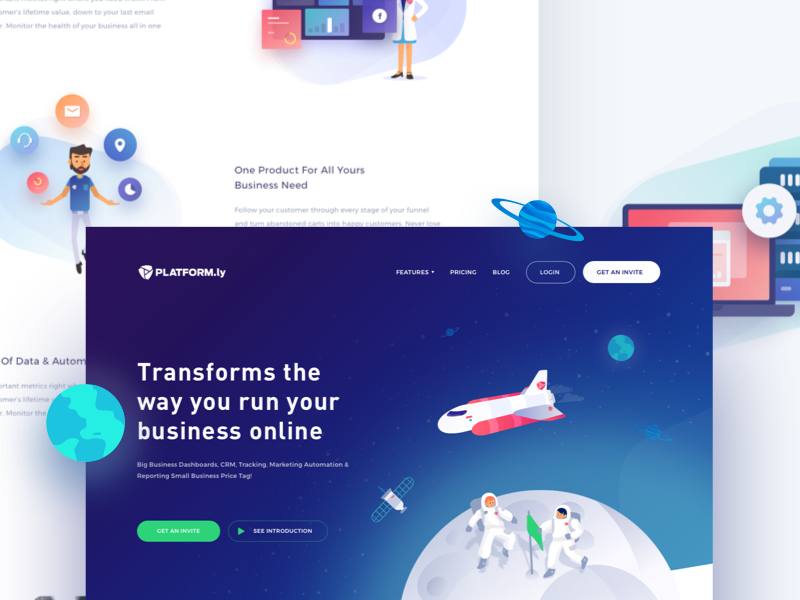 omer's lifetime value, down to your last email
r. Monitor the health of your business all in one
One Product For All Yours
Business Need
Follow your customer through every stage of your funnel
and turn abandoned carts into happy customers. Never lose
PLATFORM.ly
FEATURES
PRICING
BLOG
LOGIN
GET AN INVITE
Of Data & Autom
ortant metrics right
omer's lifetime
r. Monitor the
Transforms the
way you run your
business online
Big Business Dashboards, CRM, Tracking, Marketing Automation &
Reporting Small Business Price Tag!
GET AN INVITE
SEE INTRODUCTION